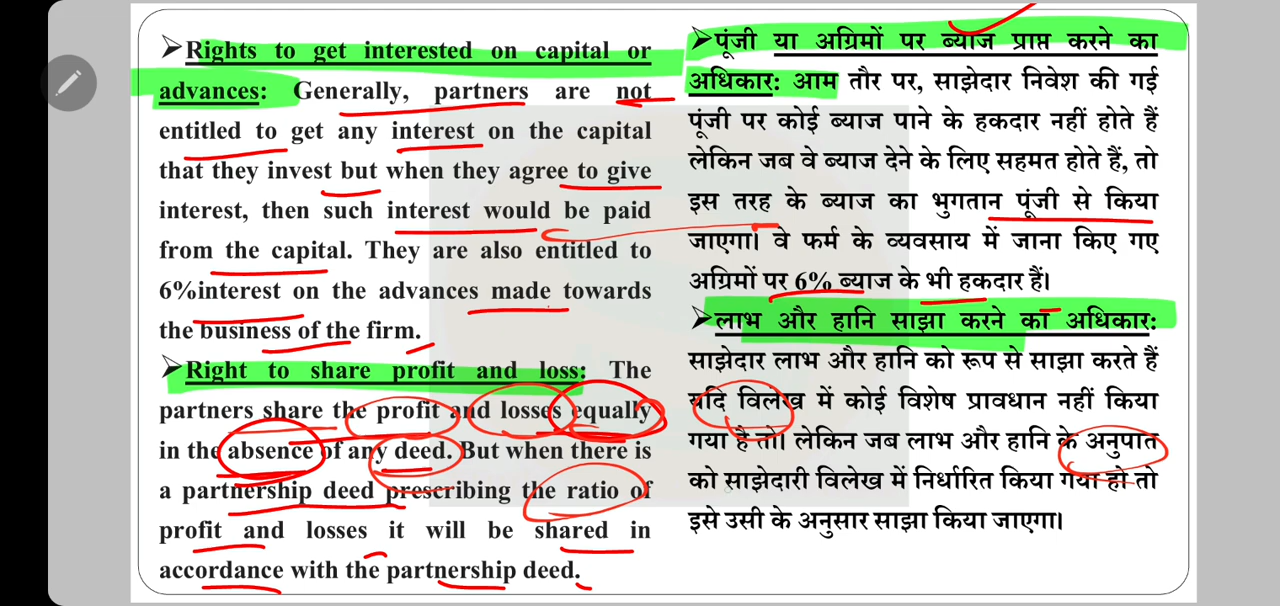 ➤Rights to get interested on capital or
advances: Generally, partners are not
entitled to get any interest on the capital
that they invest but when they agree to give
interest, then such interest would be paid
from the capital. They are also entitled to
6%interest on the advances made towards
the business of the firm.
➤Right to share profit and loss: The
partners share the profit and losses equally
in the absence of any deed. But when there is
a partnership deed prescribing the ratio of
profit and losses it will be shared in
accordance with the partnership deed.
➤पूंजी या अग्रिमों पर ब्याज प्राप्त करने का
अधिकार: आम तौर पर, साझेदार निवेश की गई
पूंजी पर कोई ब्याज पाने के हकदार नहीं होते हैं
लेकिन जब वे ब्याज देने के लिए सहमत होते हैं, तो
इस तरह के ब्याज का भुगतान पूंजी से किया
जाएगा। वे फर्म के व्यवसाय में जाना किए गए
अग्रिमों पर 6% ब्याज के भी हकदार हैं।
➤लाभ और हानि साझा करने का अधिकार:
साझेदार लाभ और हानि को रूप से साझा करते हैं
यदि विलेख में कोई विशेष प्रावधान नहीं किया
गया है तो। लेकिन जब लाभ और हानि के अनुपात
को साझेदारी विलेख में निर्धारित किया गया हो तो
इसे उसी के अनुसार साझा किया जाएगा।